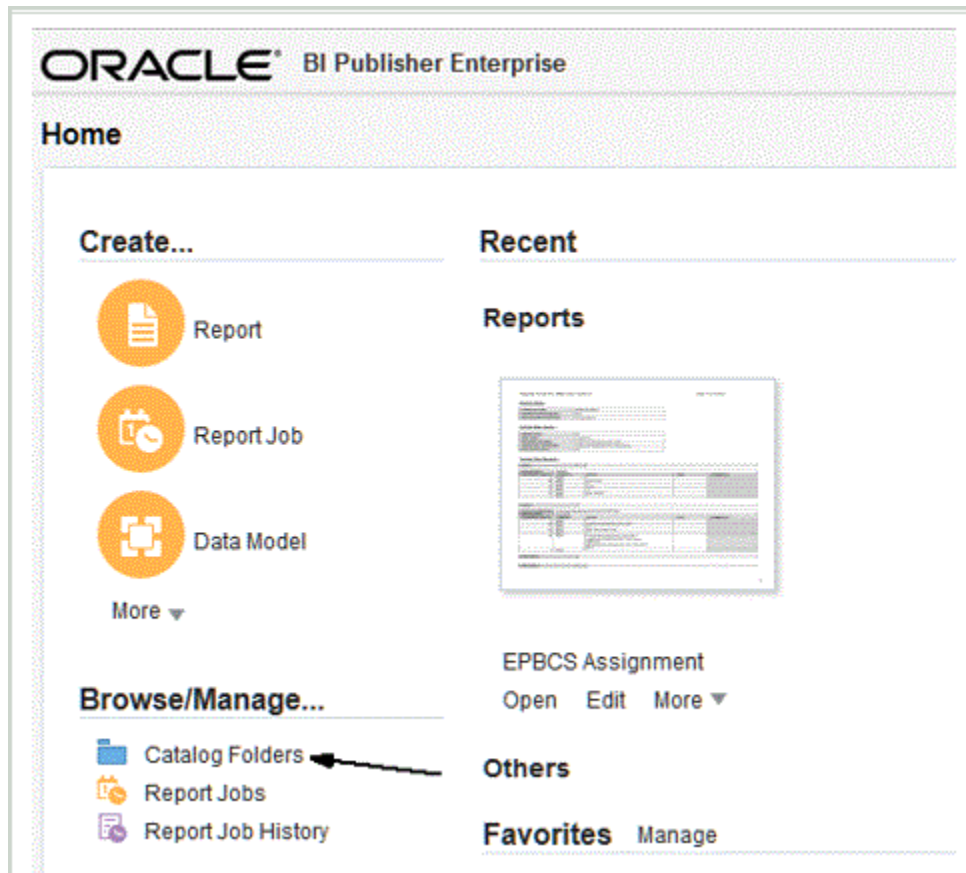 ORACLE® BI Publisher Enterprise
Home
Create...
Report
Report Job
Data Model
More
Browse/Manage...
Catalog Folders
Report Jobs
Report Job History
Recent
Reports
EPBCS Assignment
Open Edit More
Others
Favorites Manage